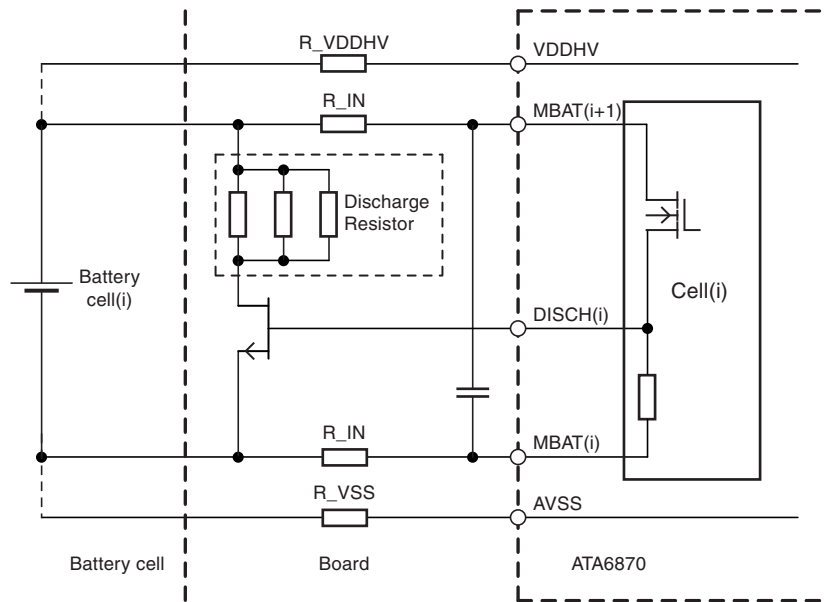 R_VDDHV
VDDHV
R_IN
MBAT(i+1)
Discharge
Resistor
Battery
cell(i)
Cell(i)
DISCH(i)
R_IN
MBAT(i)
R_VSS
AVSS
Battery cell
Board
ATA6870